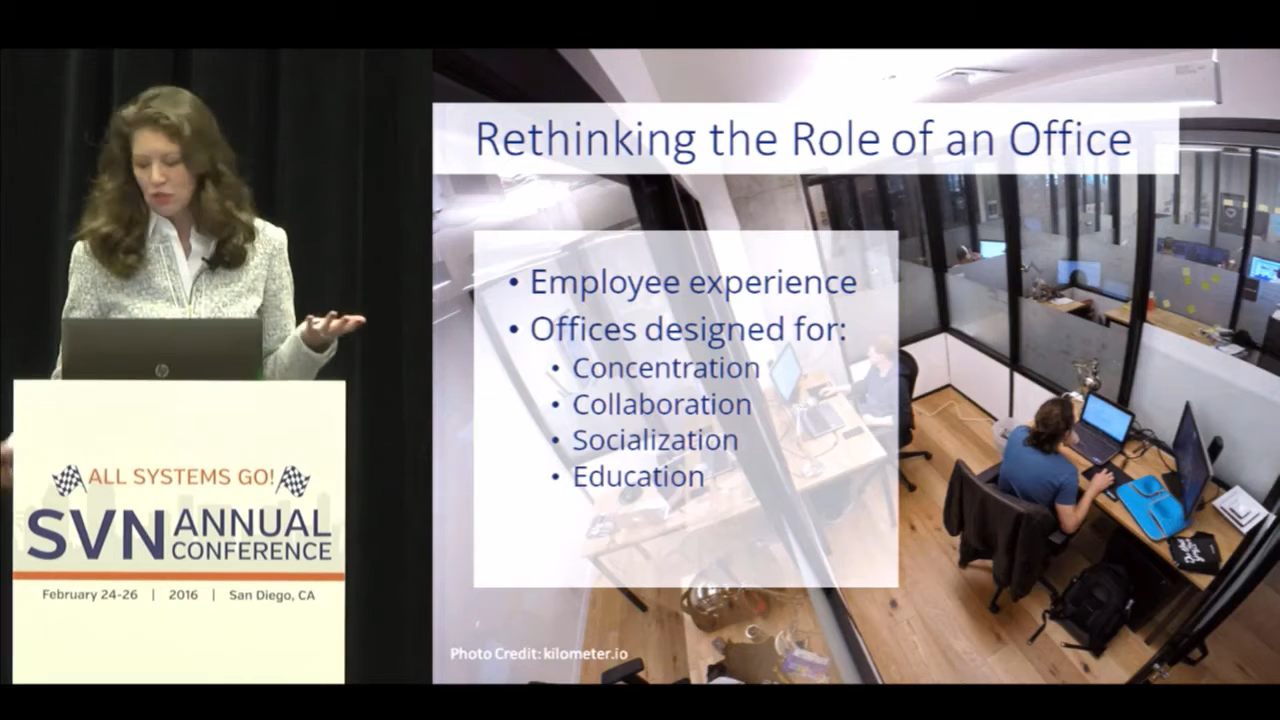 Rethinking the Role of an Office
• Employee experience
• Offices designed for:
• Concentration
• Collaboration
• Socialization
• Education
Photo Credit: kilometer.io
ALL SYSTEMS GO!
SVN ANNUAL
CONFERENCE
February 24-26 | 2016 | San Diego, CA